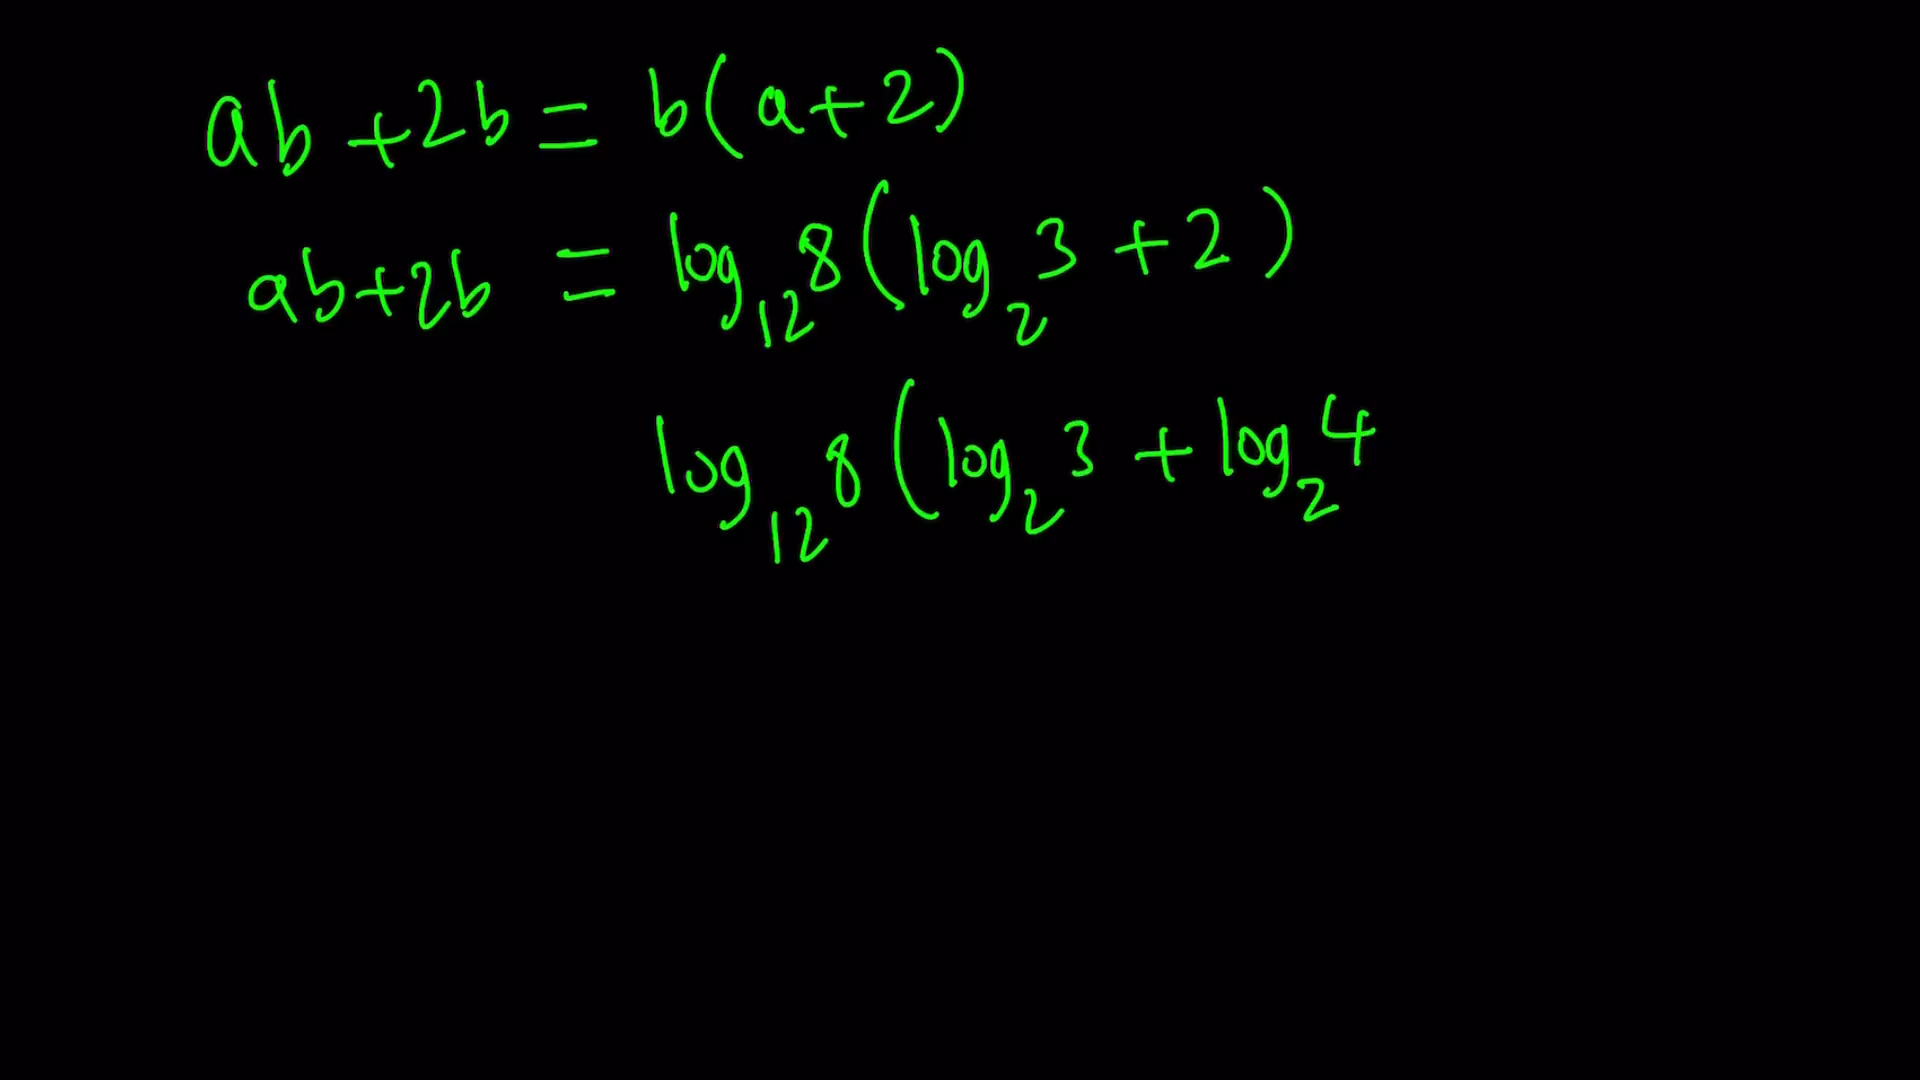 ab + 2b = b(a+2)
ab+2b = log₁₂8(log₂3 + 2)
log₁₂8(log₂3 + log₂4